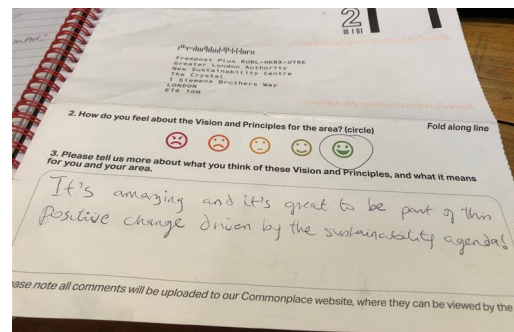 2
Freepost Plus RUBL-HKRX-UYRE
Greater London Authority
New Sustainability Centre
The Crystal
1 Siemens Brothers Way
LONDON
E16 1GB
2. How do you feel about the Vision and Principles for the area? (circle)
Fold along line
3. Please tell us more about what you think of these Vision and Principles, and what it means
for you and your area.
It's amazing and it's great to be part of this
positive change driven by the sustainability agenda!
ease note all comments will be uploaded to our Commonplace website, where they can be viewed by the